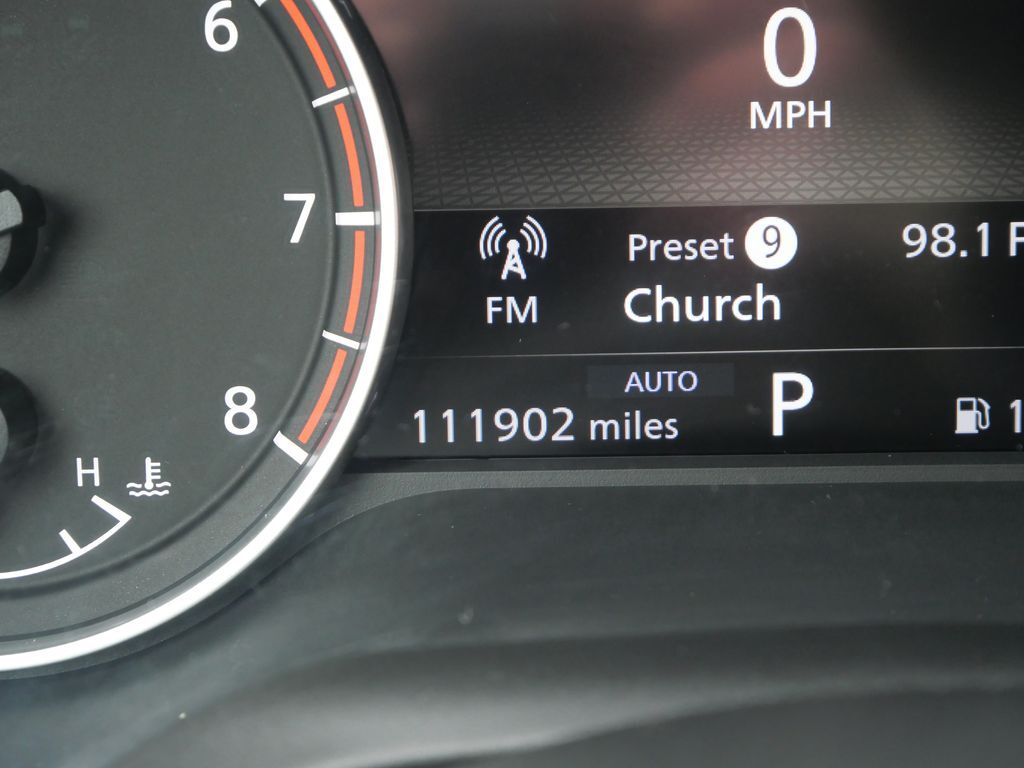 6
7
8
H
0
MPH
FM
Preset 9
98.1
Church
AUTO
111902 miles
P